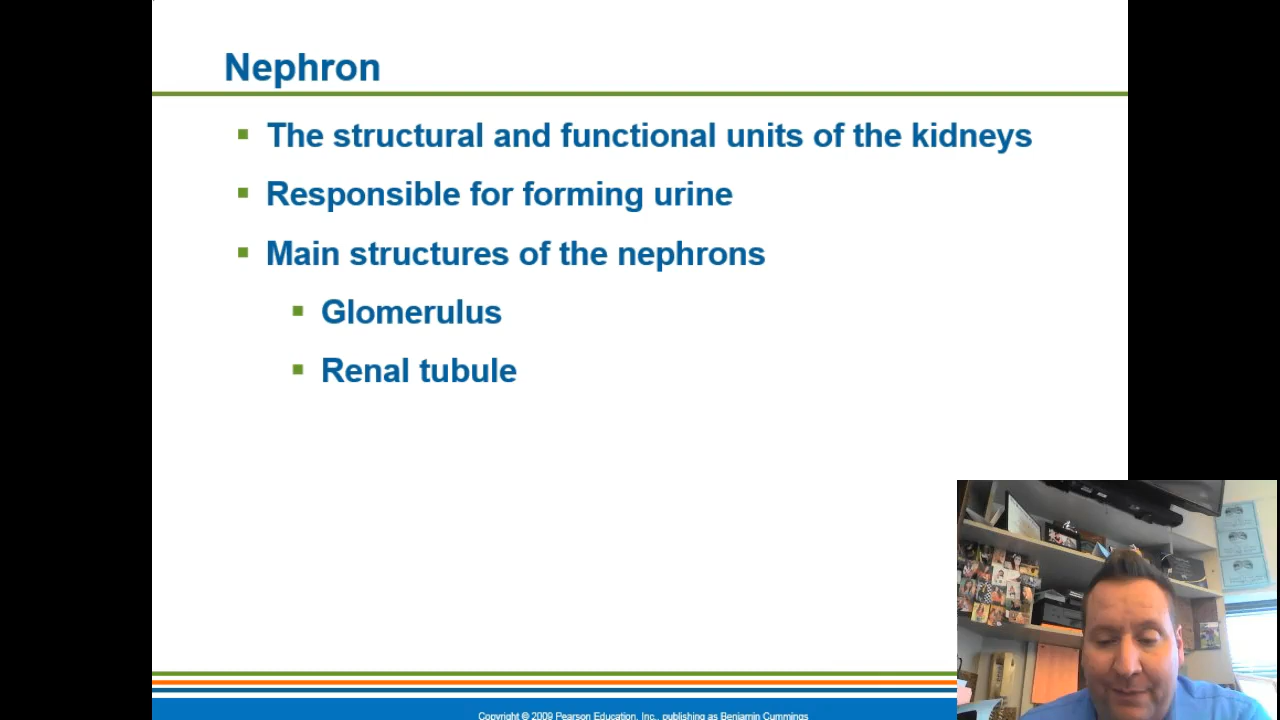 Nephron
The structural and functional units of the kidneys
Responsible for forming urine
Main structures of the nephrons
Glomerulus
Renal tubule
Copyright © 2009 Pearson Education, Inc., publishing as Benjamin Cummings